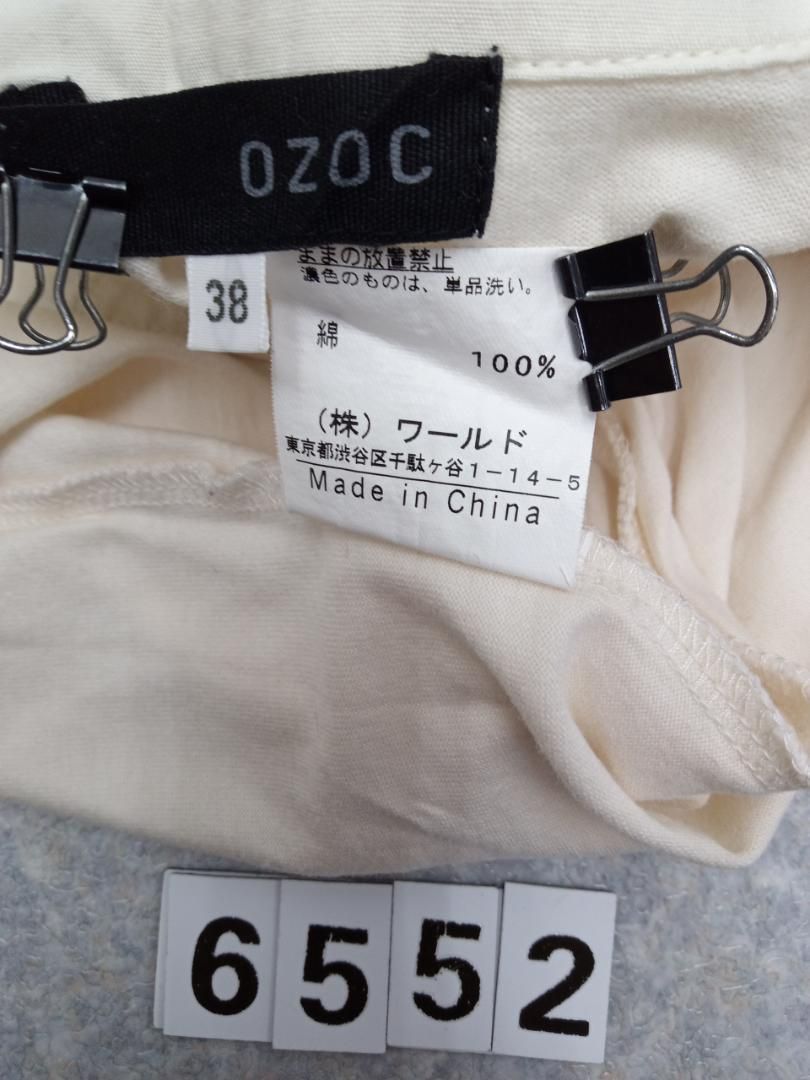 OZOC
38
ままの放置禁止
濃色のものは、単品洗い。
綿
100%
(株) ワールド
東京都渋谷区千駄ヶ谷1-14-5
Made in China
6552